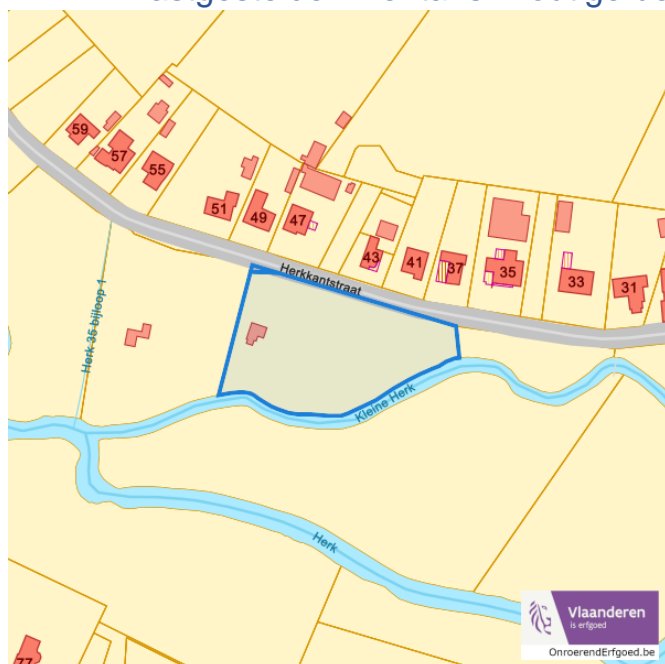 59
57
55
51
49
47
43
41
37
35
33
31
Herkkantstraat
Herk 35 bijloop 1
Kleine Herk
Herk
77
Vlaanderen
is erfgoed
OnroerendErfgoed.be